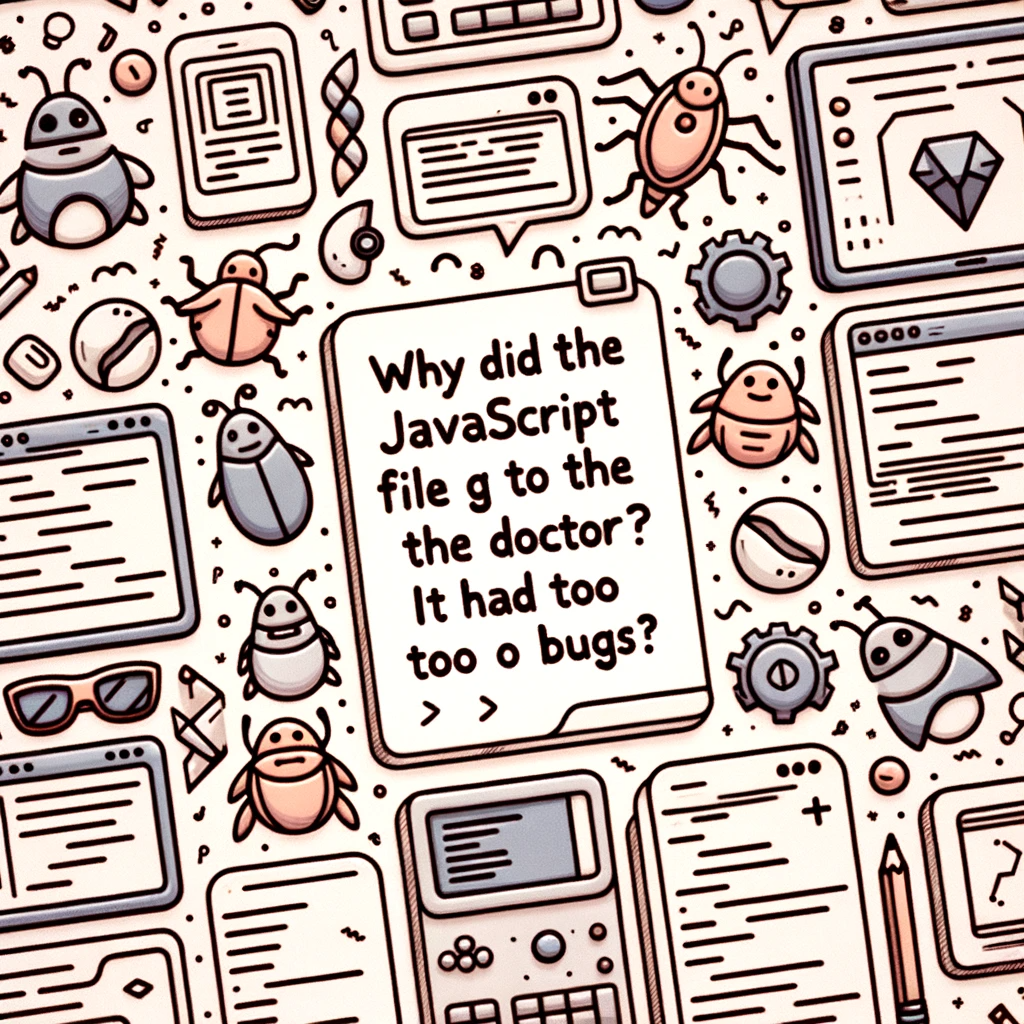 Why did the
JavaScript
file g to the
the doctor?
It had too
too o bugs?
> >